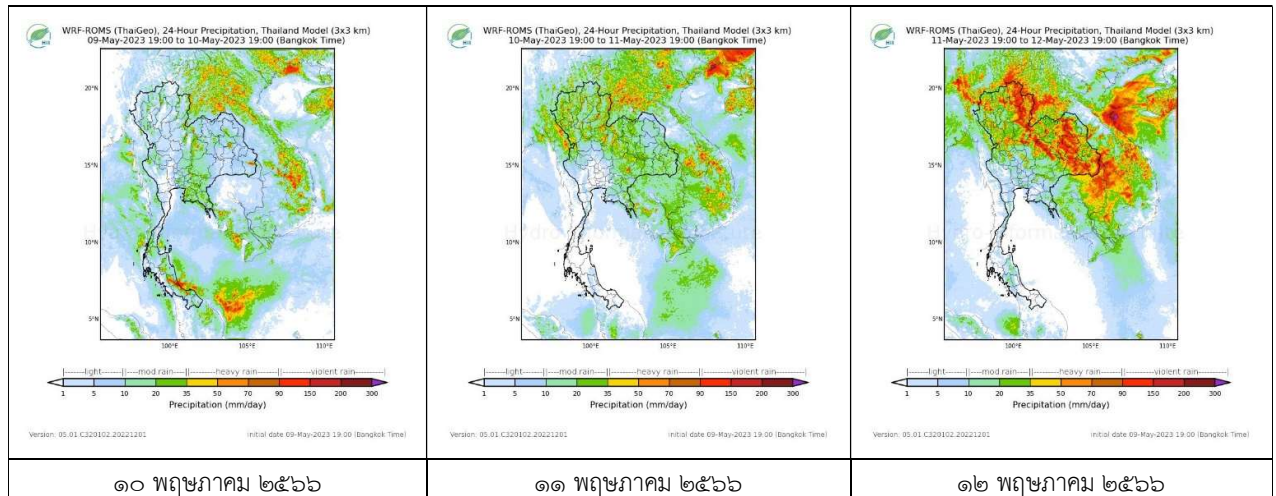 WRF-ROMS (ThaiGeo), 24-Hour Precipitation, Thailand Model (3x3 km)
09-May-2023 19:00 to 10-May-2023 19:00 (Bangkok Time)
20°N
15°N
10°N
5°N
100°E 105°E 110°E
|-------light-------||----mod rain----||-------heavy rain-------||---------violent rain---------|
1 5 10 20 35 50 70 90 150 200 300
Precipitation (mm/day)
Version: 05.01.C320102.20221201 initial date 09-May-2023 19:00 (Bangkok Time)
๑๐ พฤษภาคม ๒๕๖๖
WRF-ROMS (ThaiGeo), 24-Hour Precipitation, Thailand Model (3x3 km)
10-May-2023 19:00 to 11-May-2023 19:00 (Bangkok Time)
20°N
15°N
10°N
5°N
100°E 105°E 110°E
|-------light-------||----mod rain----||-------heavy rain-------||---------violent rain---------|
1 5 10 20 35 50 70 90 150 200 300
Precipitation (mm/day)
Version: 05.01.C320102.20221201 initial date 09-May-2023 19:00 (Bangkok Time)
๑๑ พฤษภาคม ๒๕๖๖
WRF-ROMS (ThaiGeo), 24-Hour Precipitation, Thailand Model (3x3 km)
11-May-2023 19:00 to 12-May-2023 19:00 (Bangkok Time)
20°N
15°N
10°N
5°N
100°E 105°E 110°E
|-------light-------||----mod rain----||-------heavy rain-------||---------violent rain---------|
1 5 10 20 35 50 70 90 150 200 300
Precipitation (mm/day)
Version: 05.01.C320102.20221201 initial date 09-May-2023 19:00 (Bangkok Time)
๑๒ พฤษภาคม ๒๕๖๖